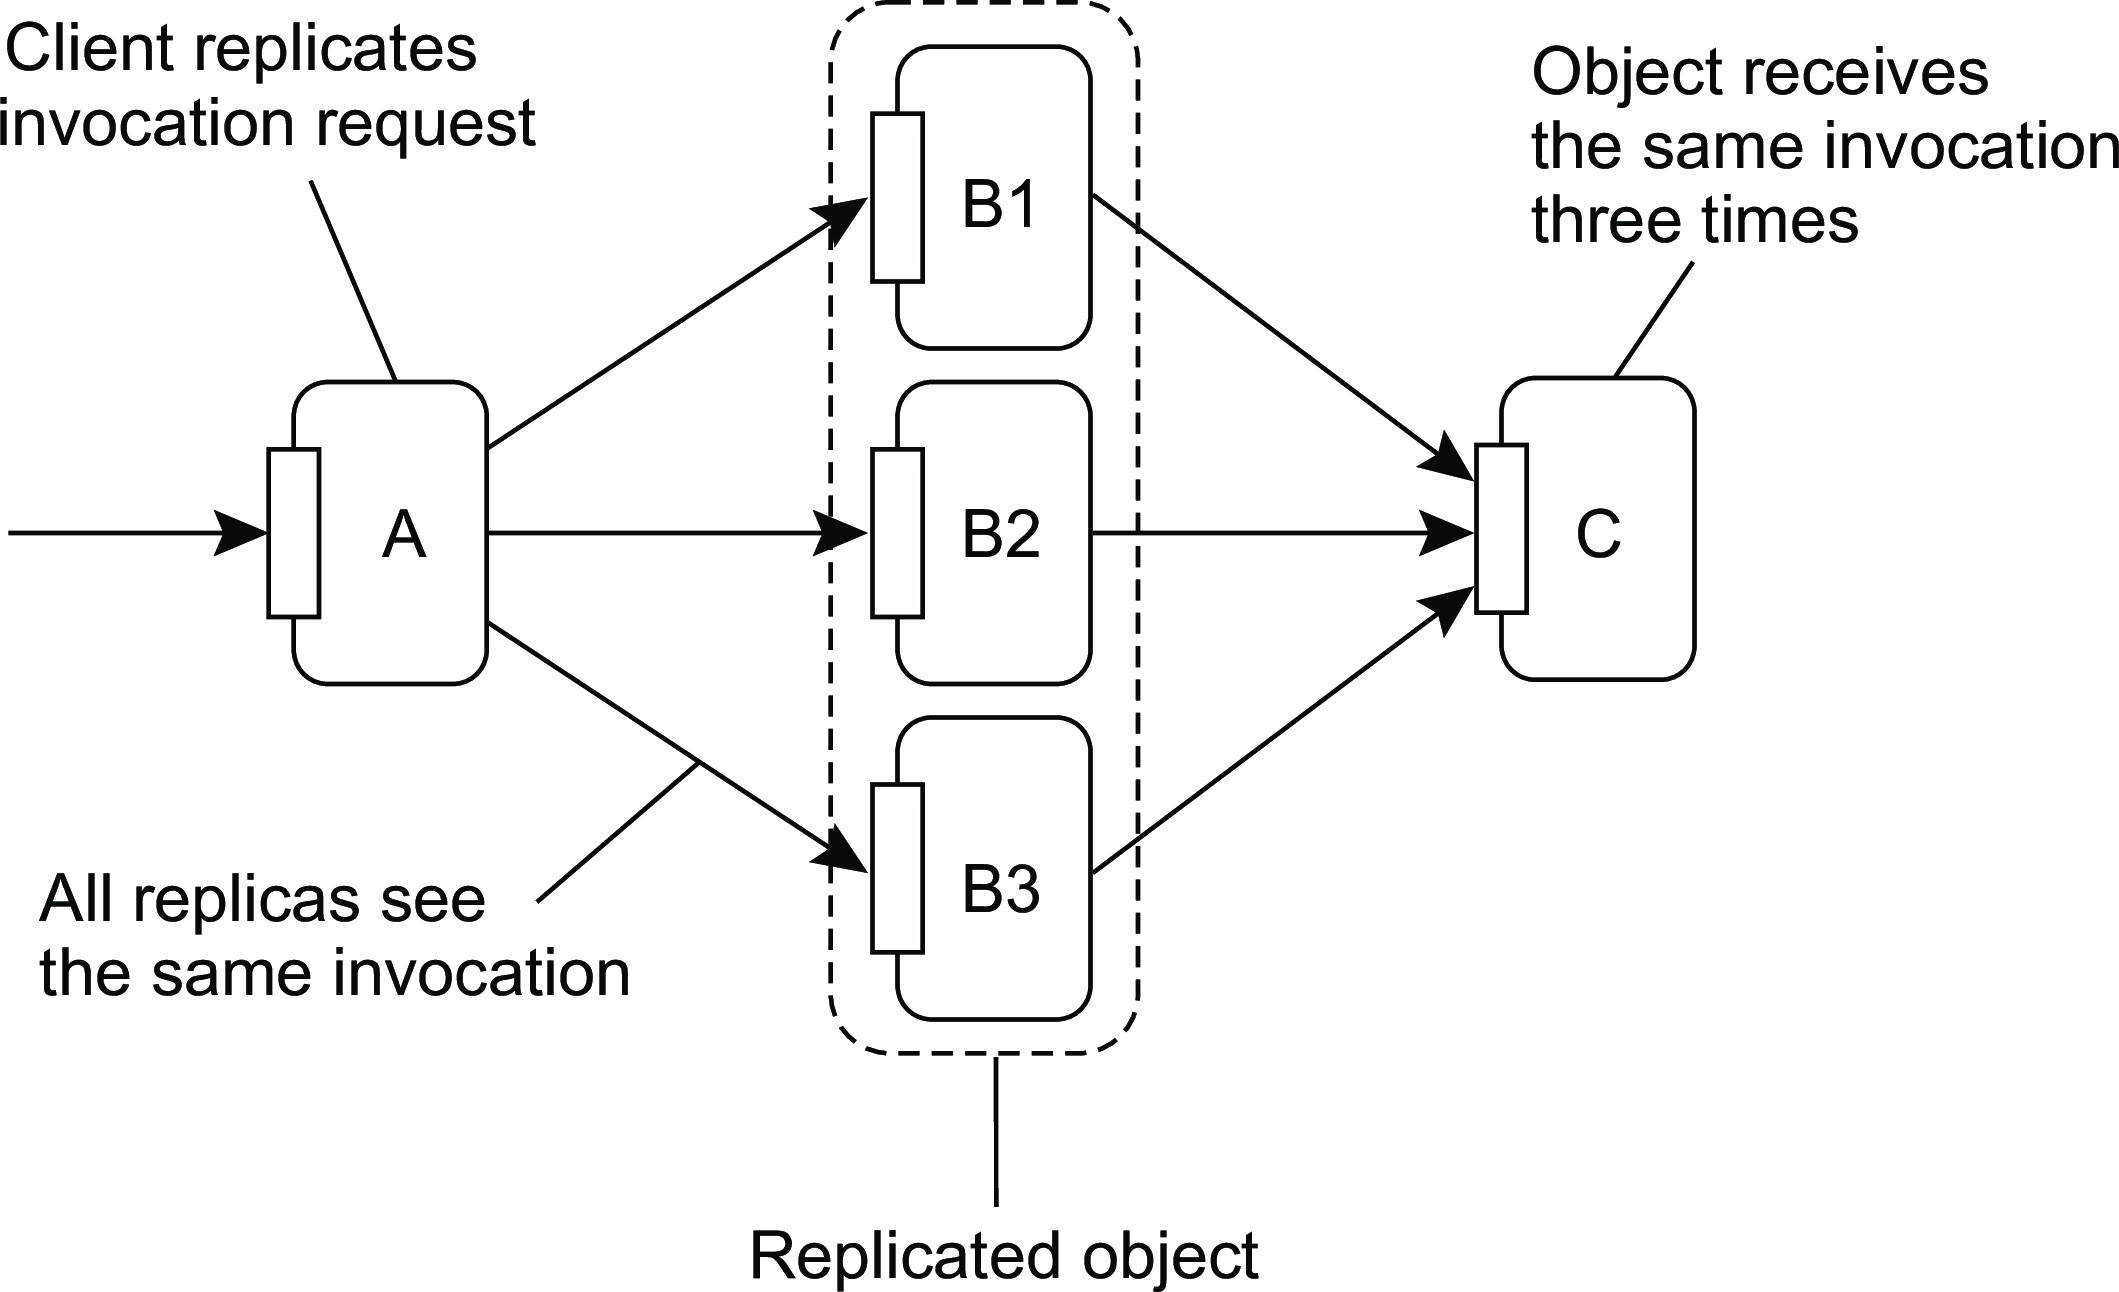 Client replicates
invocation request
Object receives
the same invocation
three times
B1
A
B2
C
B3
All replicas see
the same invocation
Replicated object